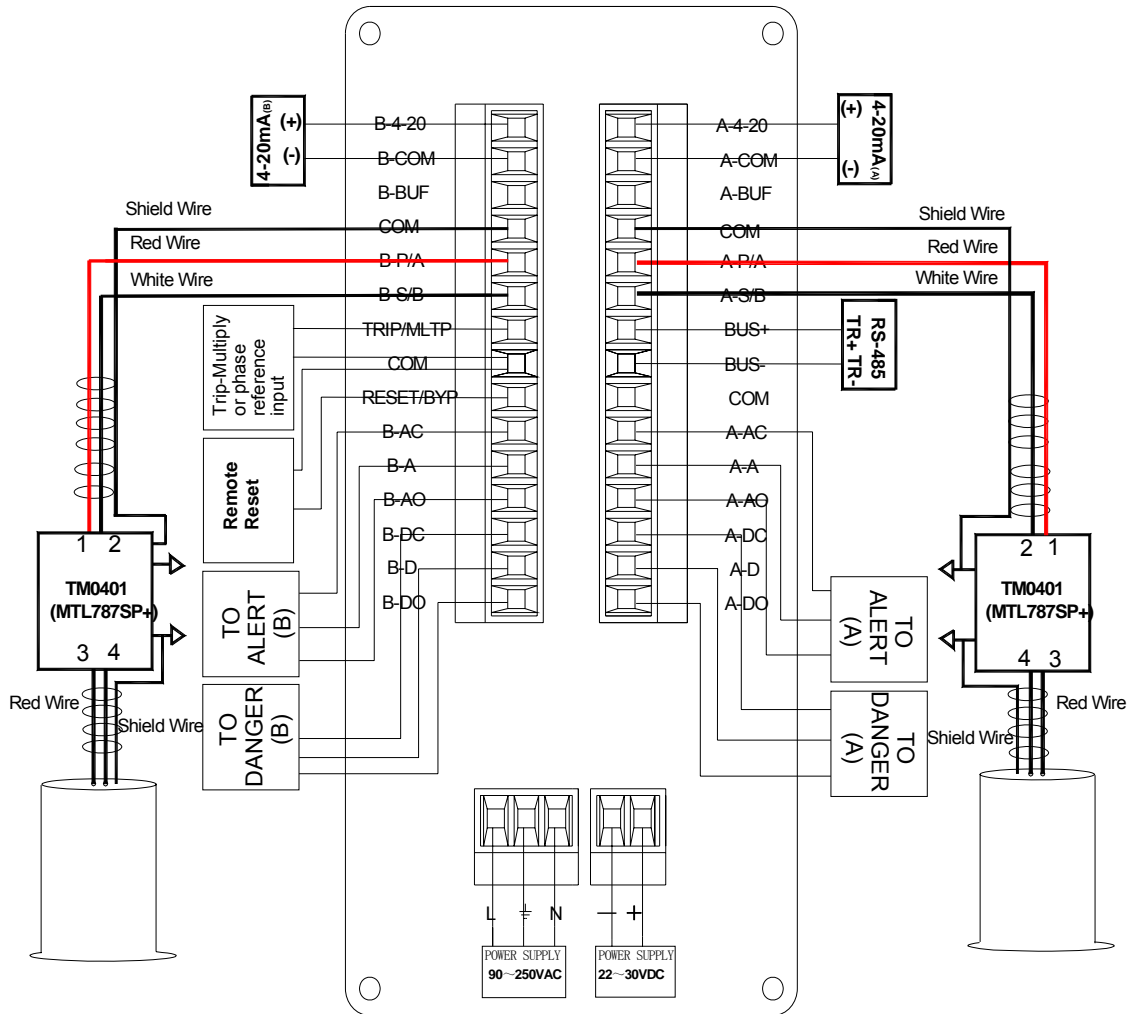 4-20mA(B)
(+)
(-)
B-4-20
B-COM
B-BUF
COM
B-P/A
B-S/B
TRIP/MLTP
COM
RESET/BYP
B-AC
B-A
B-AO
B-DC
B-D
B-DO
Shield Wire
Red Wire
White Wire
Trip-Multiply
or phase
reference
input
Remote
Reset
1 2
TM0401
(MTL787SP+)
3 4
Red Wire
Shield Wire
TO
ALERT
(B)
TO
DANGER
(B)
A-4-20
A-COM
A-BUF
COM
A-P/A
A-S/B
BUS+
BUS-
COM
A-AC
A-A
A-AO
A-DC
A-D
A-DO
4-20mA(A)
(+)
(-)
Shield Wire
Red Wire
White Wire
RS-485
TR+ TR-
2 1
TM0401
(MTL787SP+)
4 3
Red Wire
Shield Wire
TO
ALERT
(A)
TO
DANGER
(A)
L N
— +
POWER SUPPLY
90～250VAC
POWER SUPPLY
22～30VDC